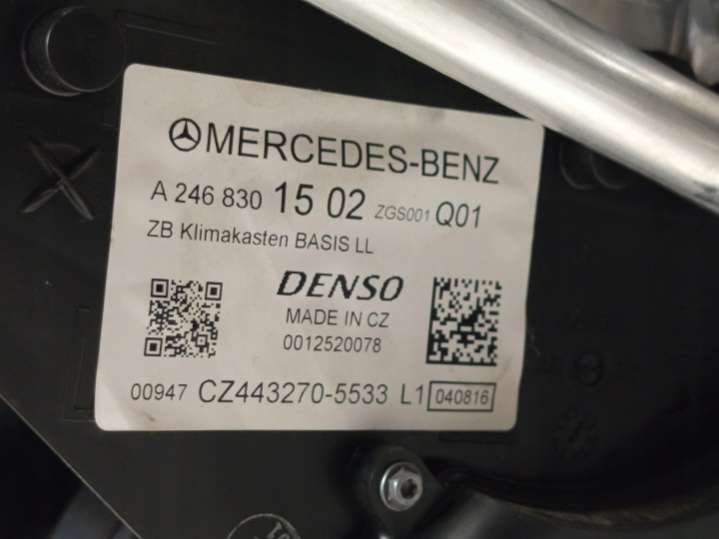 MERCEDES-BENZ
A 246 830 15 02 ZGS001 Q01
ZB Klimakasten BASIS LL
DENSO
MADE IN CZ
0012520078
00947 CZ443270-5533 L1 040816